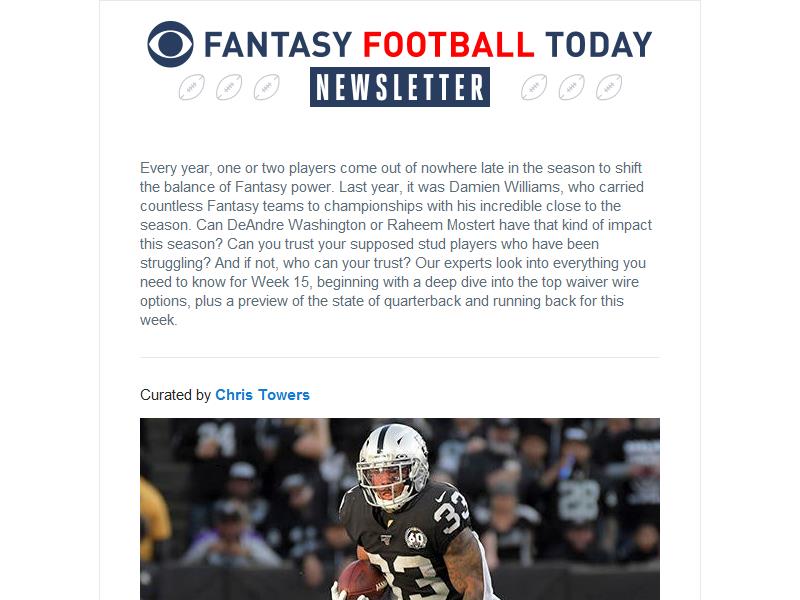 FANTASY FOOTBALL TODAY
NEWSLETTER
Every year, one or two players come out of nowhere late in the season to shift
the balance of Fantasy power. Last year, it was Damien Williams, who carried
countless Fantasy teams to championships with his incredible close to the
season. Can DeAndre Washington or Raheem Mostert have that kind of impact
this season? Can you trust your supposed stud players who have been
struggling? And if not, who can your trust? Our experts look into everything you
need to know for Week 15, beginning with a deep dive into the top waiver wire
options, plus a preview of the state of quarterback and running back for this
week.
Curated by Chris Towers
33
60
33